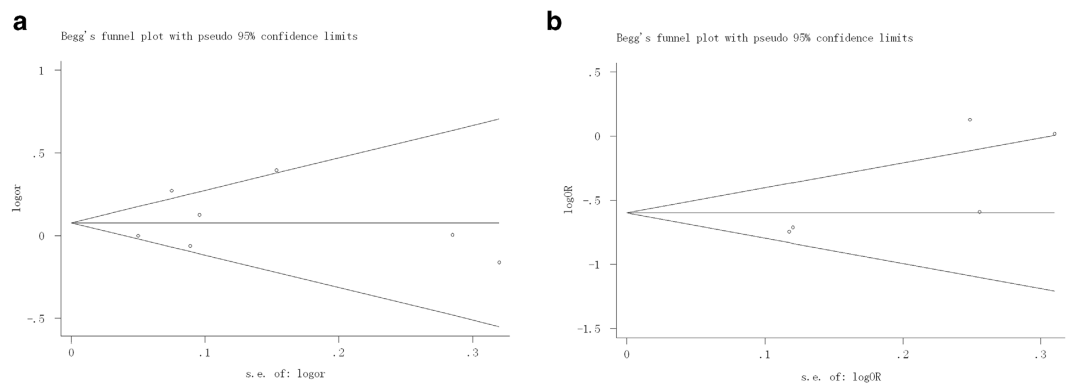 a
Begg's funnel plot with pseudo 95% confidence limits
1
.5
0
-.5
logor
0 .1 .2 .3
s.e. of: logor
b
Begg's funnel plot with pseudo 95% confidence limits
.5
0
-.5
-1
-1.5
logOR
0 .1 .2 .3
s.e. of: logOR